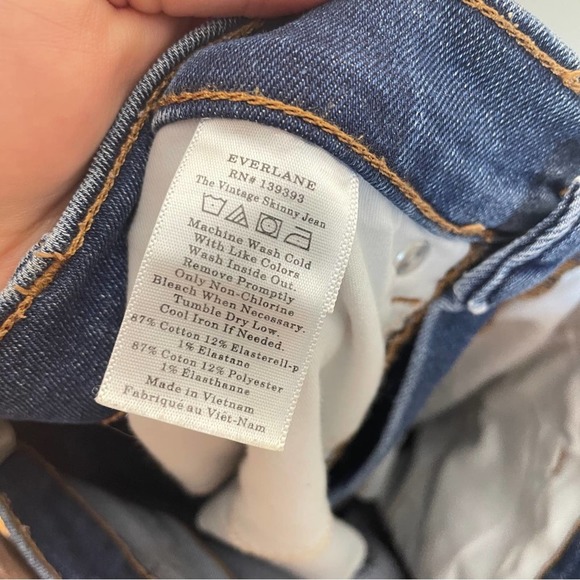 EVERLANE
RN# 139393
The Vintage Skinny Jean
Machine Wash Cold
With Like Colors
Wash Inside Out.
Remove Promptly
Only Non-Chlorine
Bleach When Necessary.
Tumble Dry Low.
Cool Iron If Needed.
87% Cotton 12% Elasterell-p
1% Elastane
87% Coton 12% Polyester
1% Elasthanne
Made in Vietnam
Fabriqué au Viêt-Nam